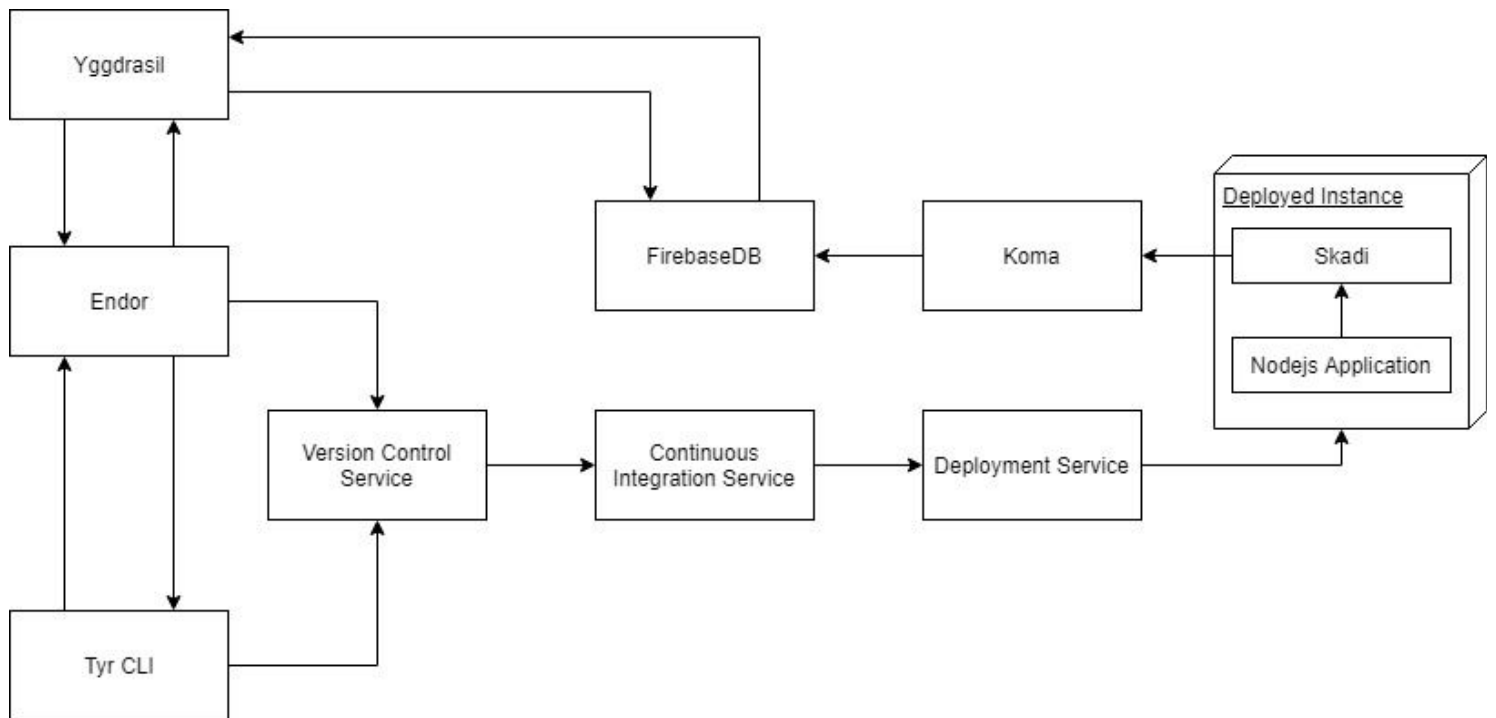 Yggdrasil
Deployed Instance
FirebaseDB
Koma
Skadi
Endor
Nodejs Application
Version Control
Service
Continuous
Integration Service
Deployment Service
Tyr CLI